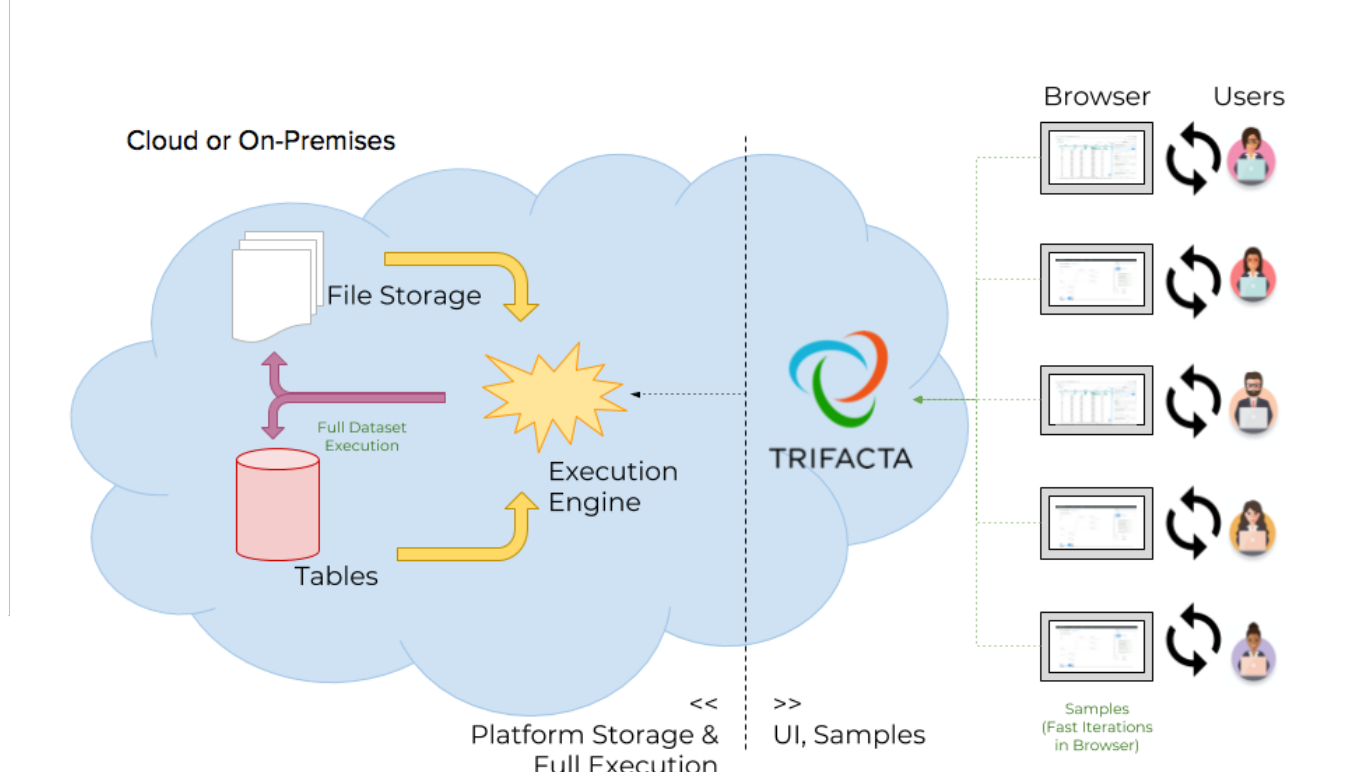 Browser
Users
Cloud or On-Premises
File Storage
Full Dataset
Execution
Execution
Engine
Tables
TRIFACTA
<<
Platform Storage &
Full Execution
>>
UI, Samples
Samples
(Fast Iterations
in Browser)